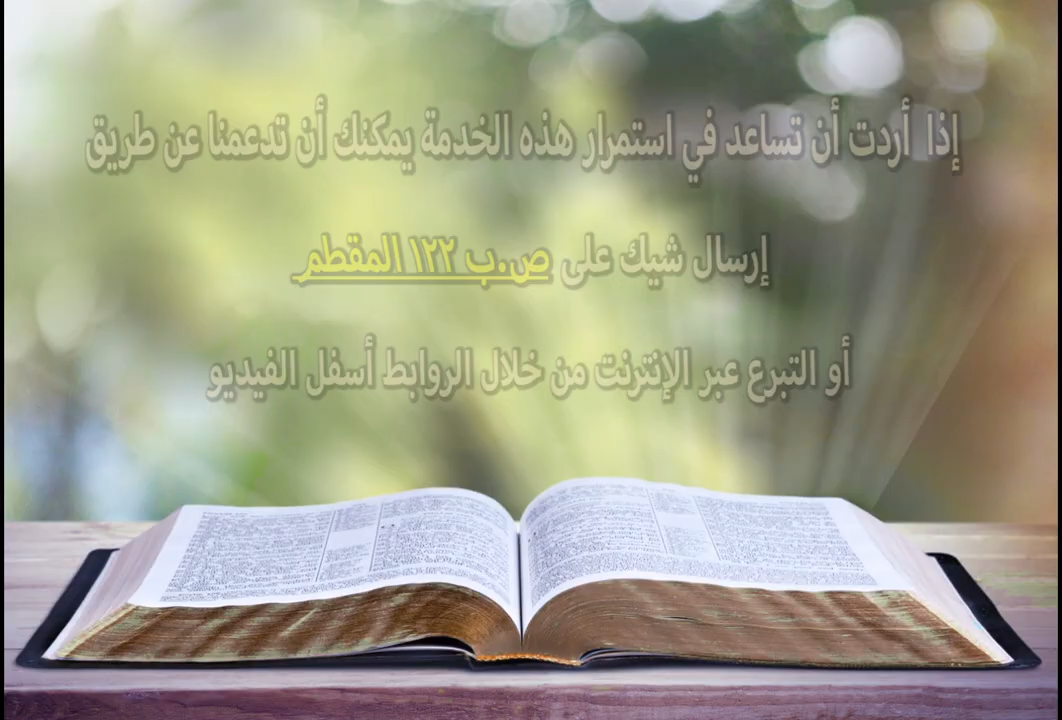 إذا أردت أن تساعد في استمرار هذه الخدمة يمكنك أن تدعمنا عن طريق
إرسال شيك على ص.ب ١٢٢ المقطم
أو التبرع عبر الإنترنت من خلال الروابط أسفل الفيديو